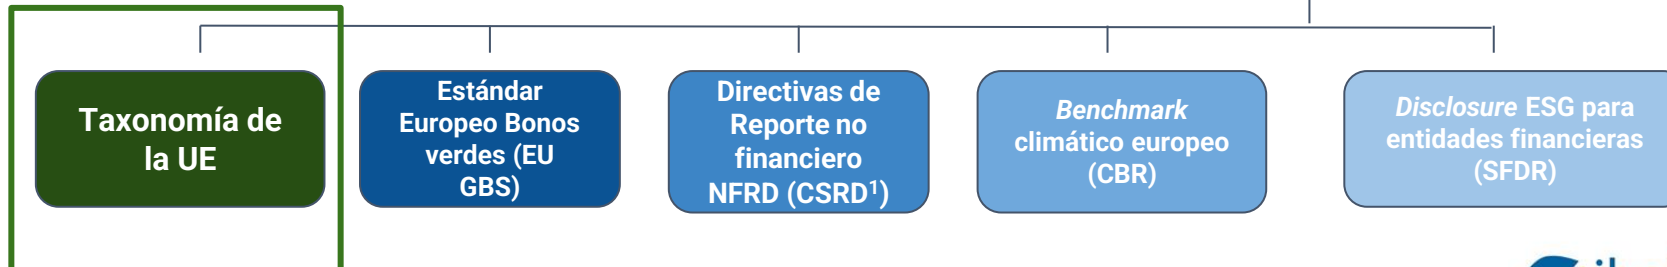 Taxonomía de
la UE
Estándar
Europeo Bonos
verdes (EU
GBS)
Directivas de
Reporte no
financiero
NFRD (CSRD¹)
Benchmark
climático europeo
(CBR)
Disclosure ESG para
entidades financieras
(SFDR)